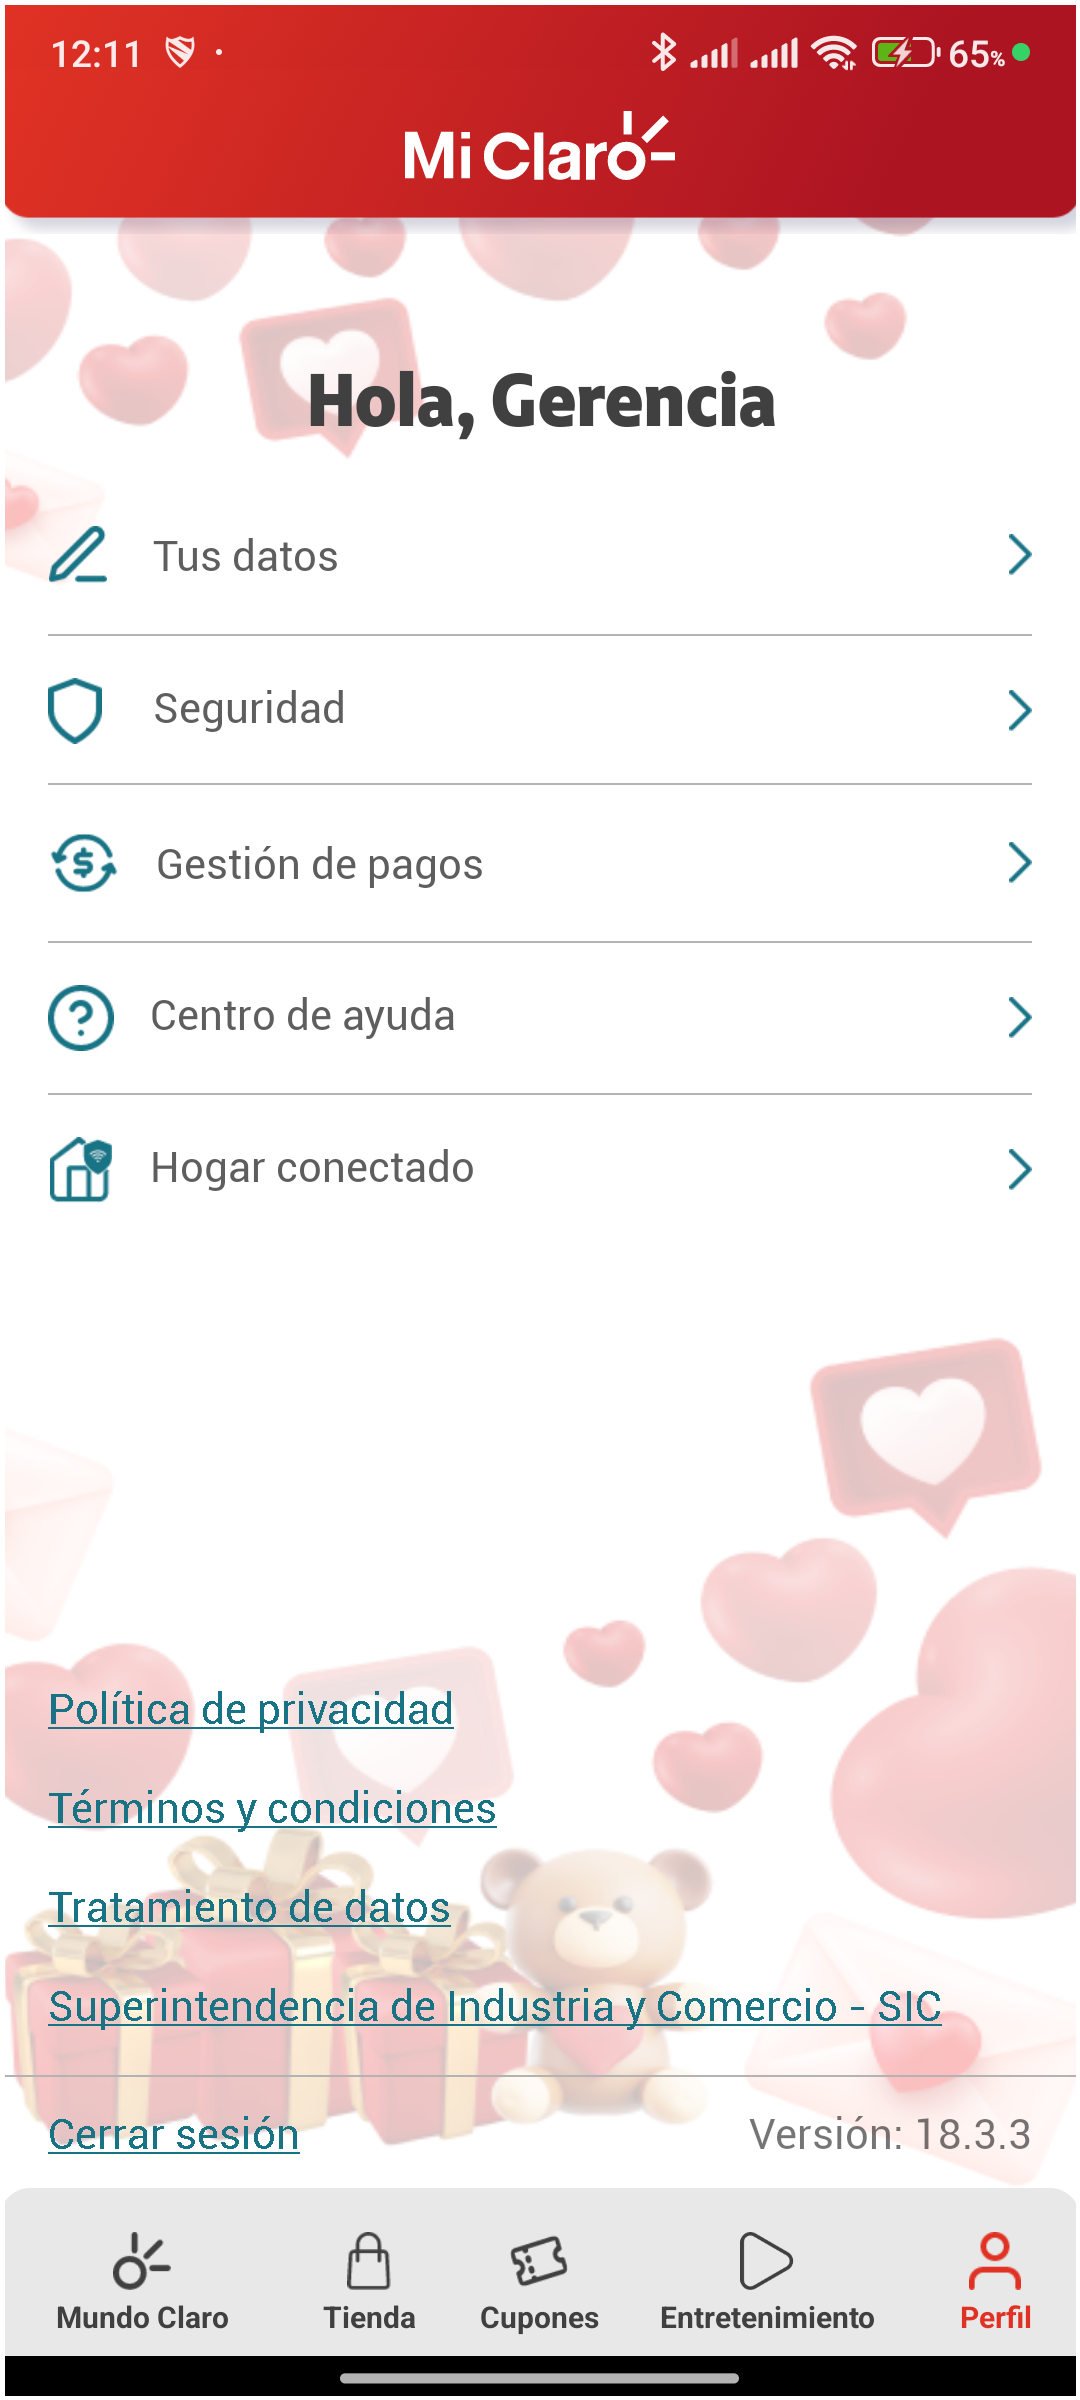 12:11
65%
Mi Claro
Hola, Gerencia
Tus datos
Seguridad
Gestión de pagos
Centro de ayuda
Hogar conectado
Política de privacidad
Términos y condiciones
Tratamiento de datos
Superintendencia de Industria y Comercio - SIC
Cerrar sesión
Versión: 18.3.3
Mundo Claro
Tienda
Cupones
Entretenimiento
Perfil